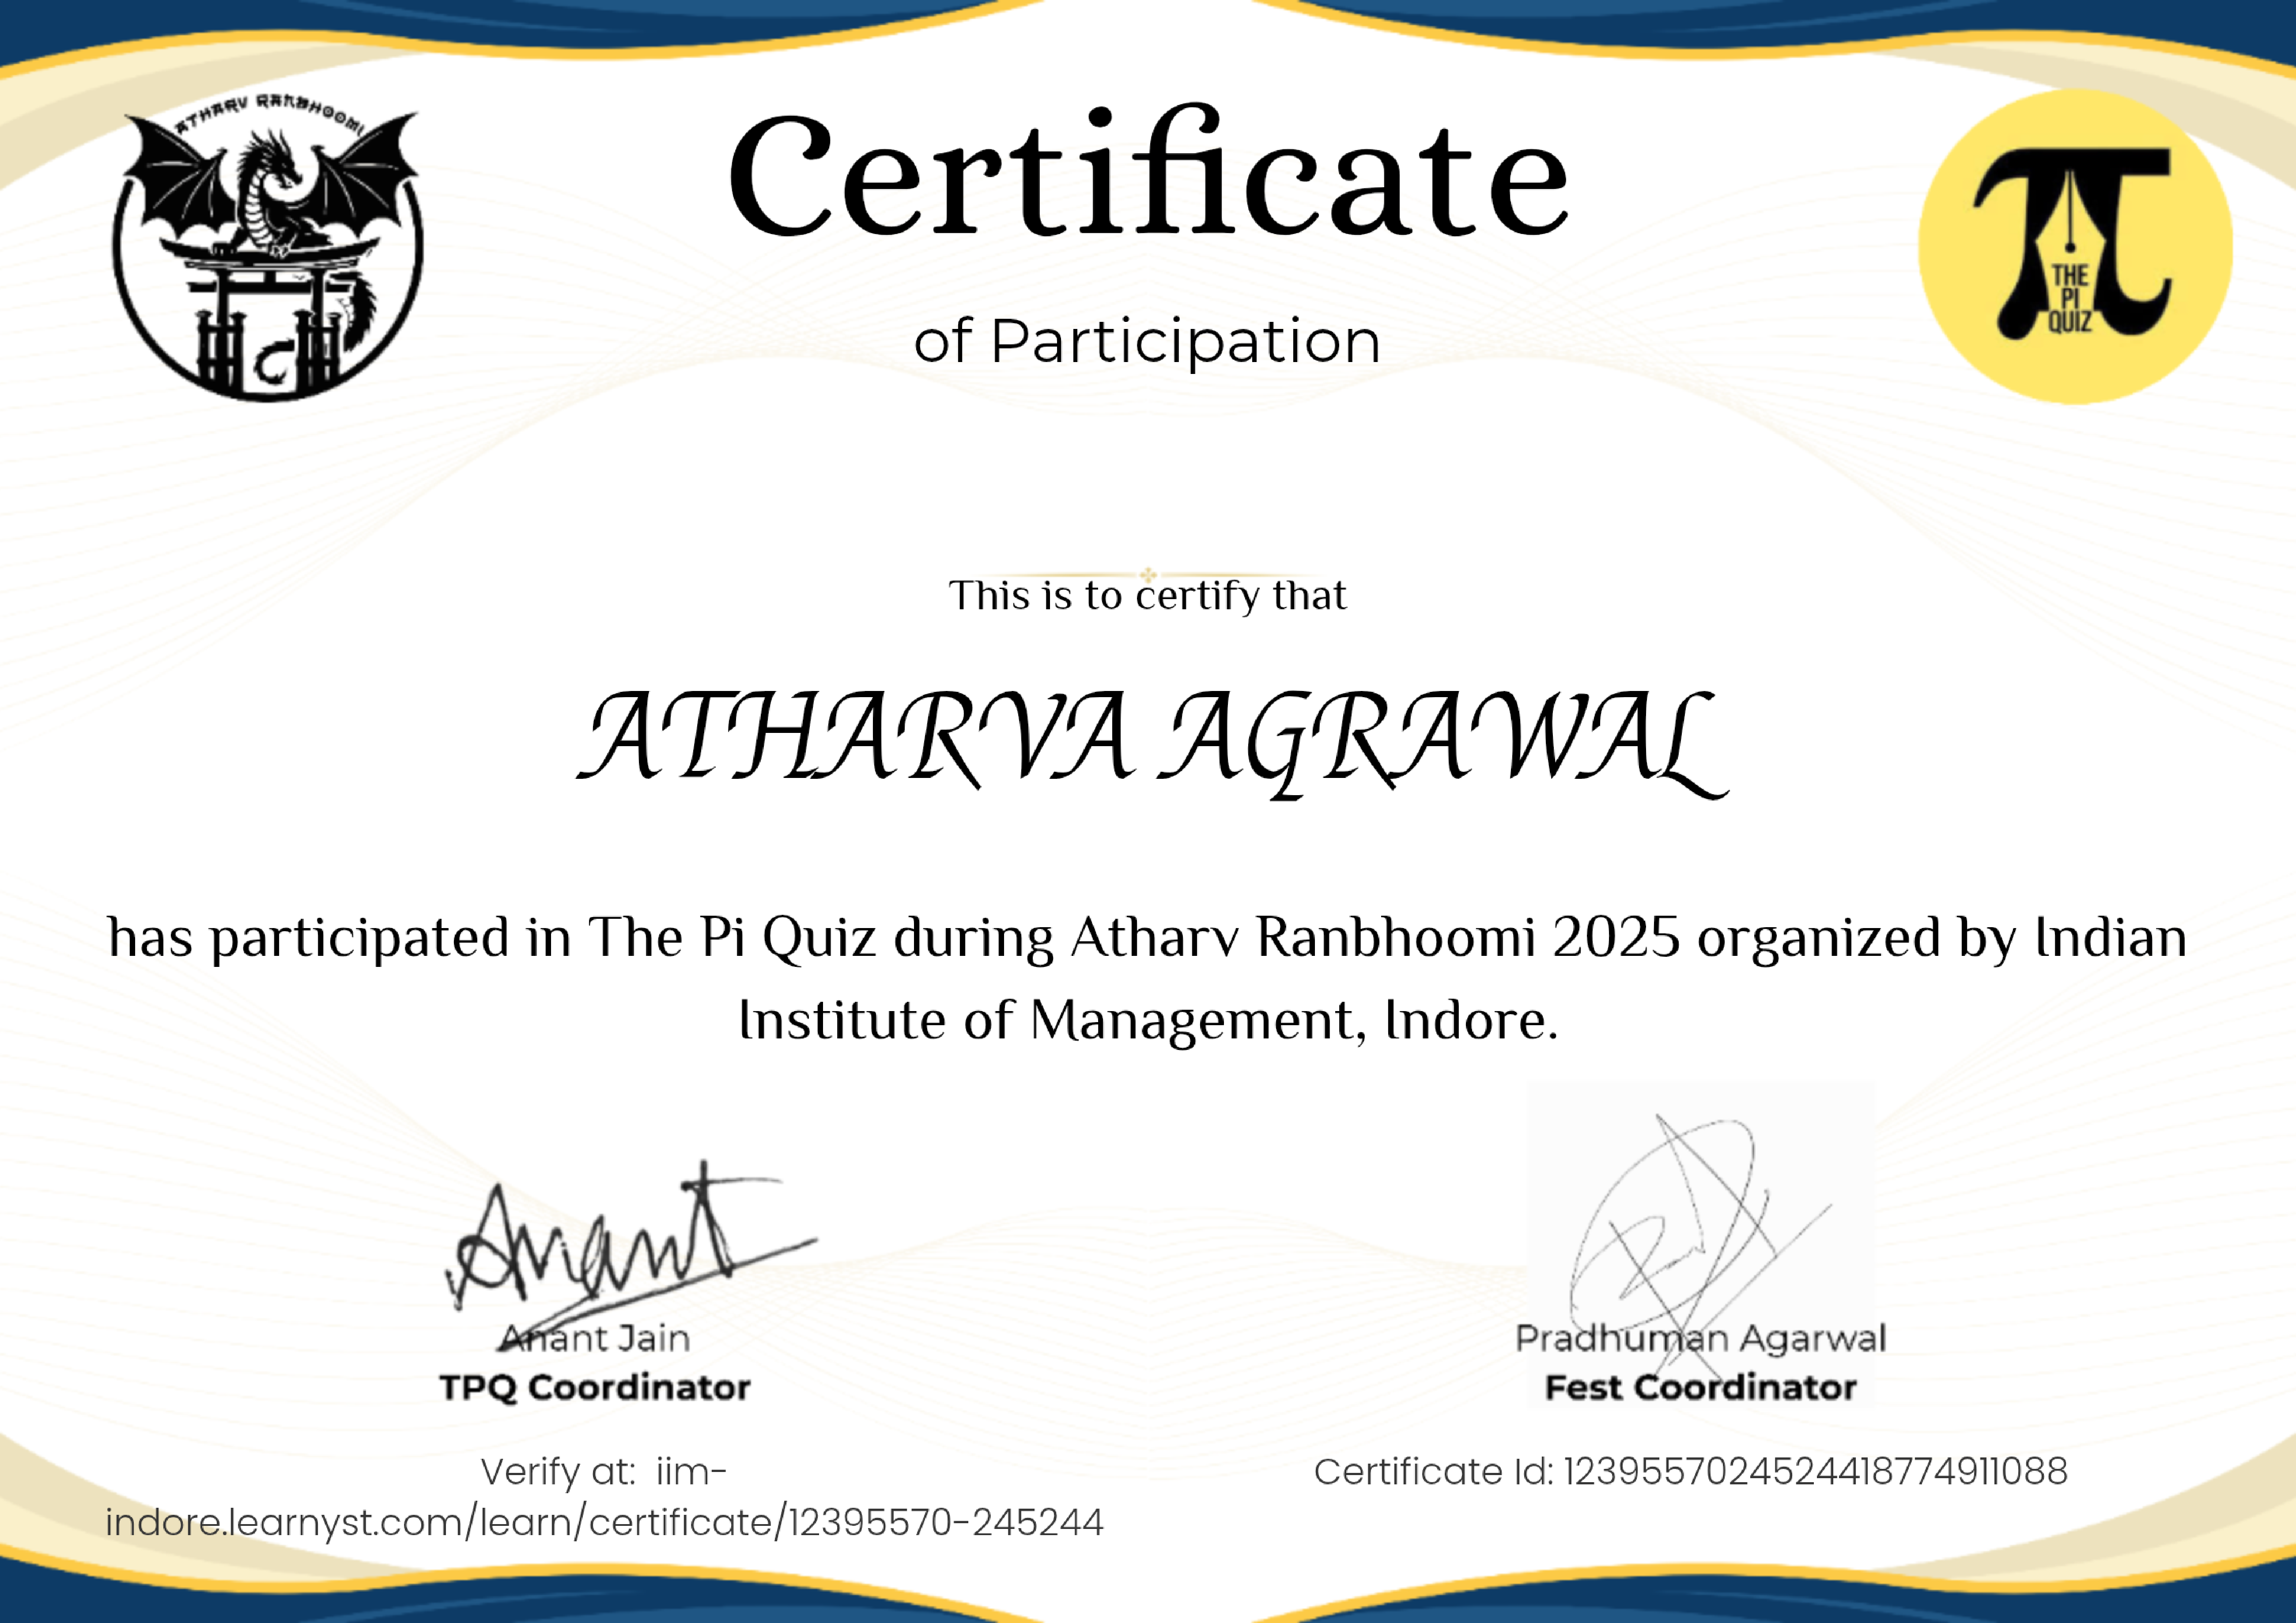 ATHARV RANBHOOMI
Certificate
of Participation
THE
PI
QUIZ
This is to certify that
ATHARVA AGRAWAL
has participated in The Pi Quiz during Atharv Ranbhoomi 2025 organized by Indian
Institute of Management, Indore.
Anant
Anant Jain
TPQ Coordinator
Pradhuman Agarwal
Fest Coordinator
Verify at: iim-
indore.learnyst.com/learn/certificate/12395570-245244
Certificate Id: 1239557024524418774911088